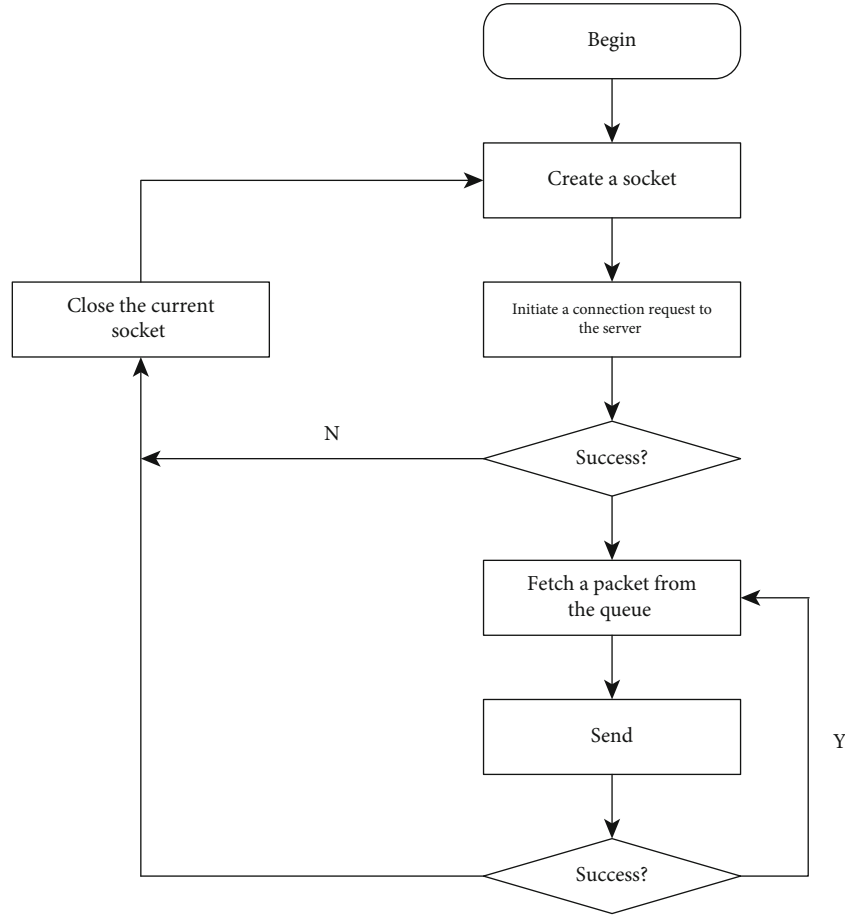 Begin
Create a socket
Close the current
socket
Initiate a connection request to
the server
N
Success?
Fetch a packet from
the queue
Send
Y
Success?